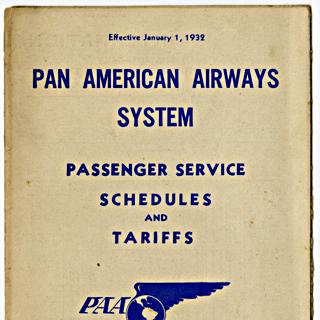 Effective January 1, 1932
PAN AMERICAN AIRWAYS
SYSTEM
PASSENGER SERVICE
SCHEDULES
AND
TARIFFS
PAA